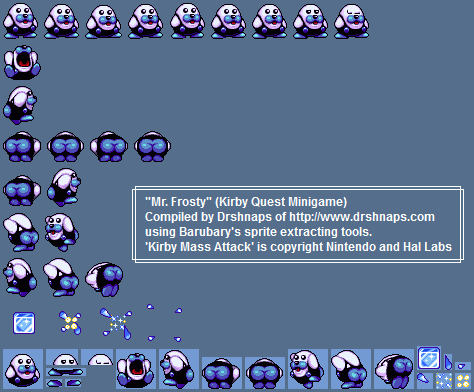 "Mr. Frosty" (Kirby Quest Minigame)
Compiled by Drshnaps of http://www.drshnaps.com
using Barubary's sprite extracting tools.
'Kirby Mass Attack' is copyright Nintendo and Hal Labs